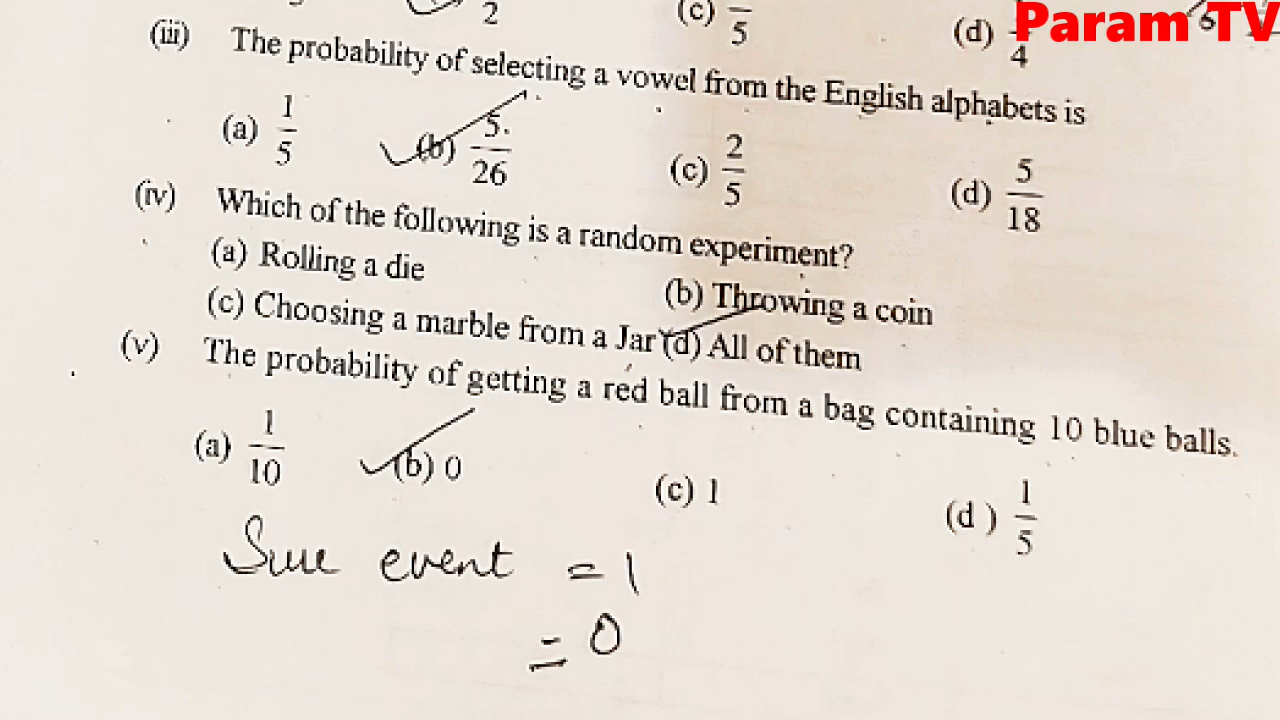 Param TV
2
(c) 5
(d) 4
(iii) The probability of selecting a vowel from the English alphabets is
(a) 1/5 (b) 5/26 (c) 2/5 (d) 5/18
(iv) Which of the following is a random experiment?
(a) Rolling a die (b) Throwing a coin
(c) Choosing a marble from a Jar (d) All of them
(v) The probability of getting a red ball from a bag containing 10 blue balls.
(a) 1/10 (b) 0 (c) 1 (d ) 1/5
Sure event = 1
= 0